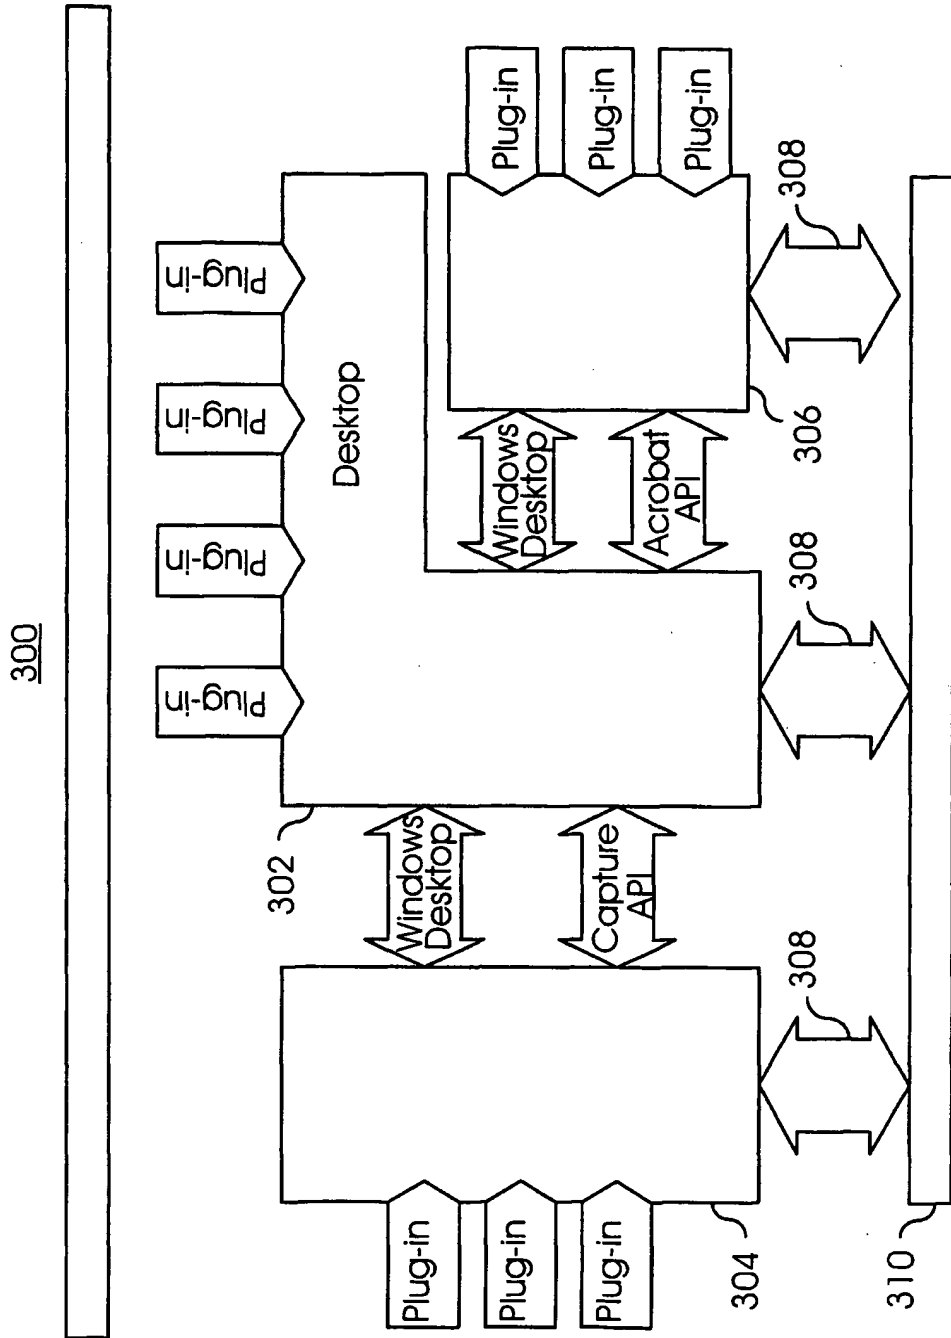 300
Plug-in
Plug-in
Plug-in
Plug-in
Desktop
302
Windows
Desktop
Capture
API
Windows
Desktop
Acrobat
API
Plug-in
Plug-in
Plug-in
Plug-in
Plug-in
Plug-in
304
306
308
308
308
310